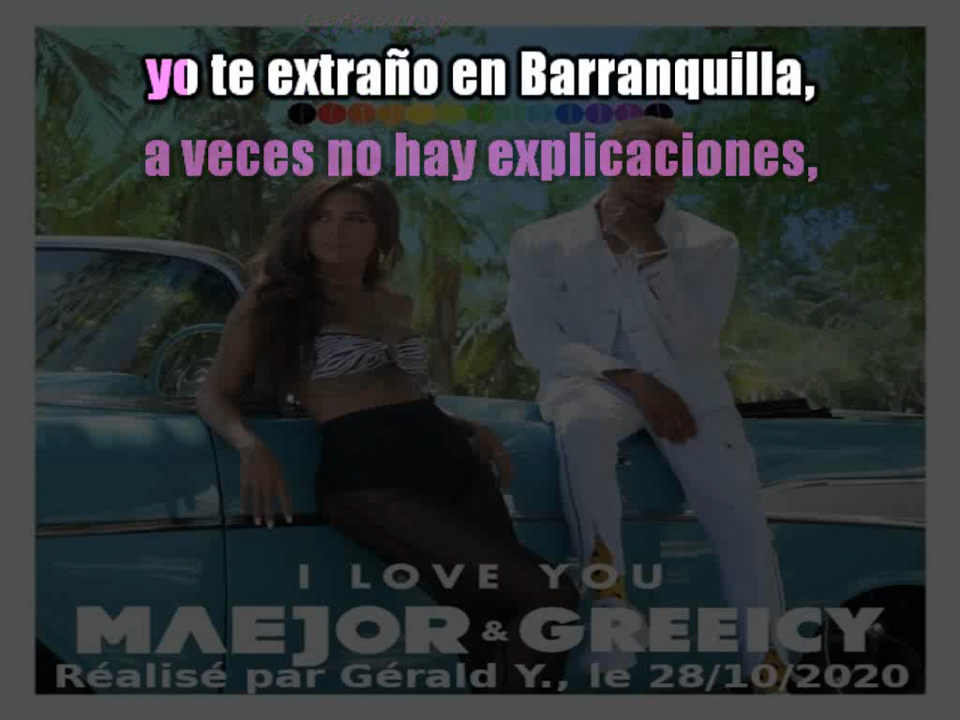 yo te extraño en Barranquilla,
a veces no hay explicaciones,
I LOVE YOU
MAEJOR & GREEICY
Réalisé par Gérald Y., le 28/10/2020